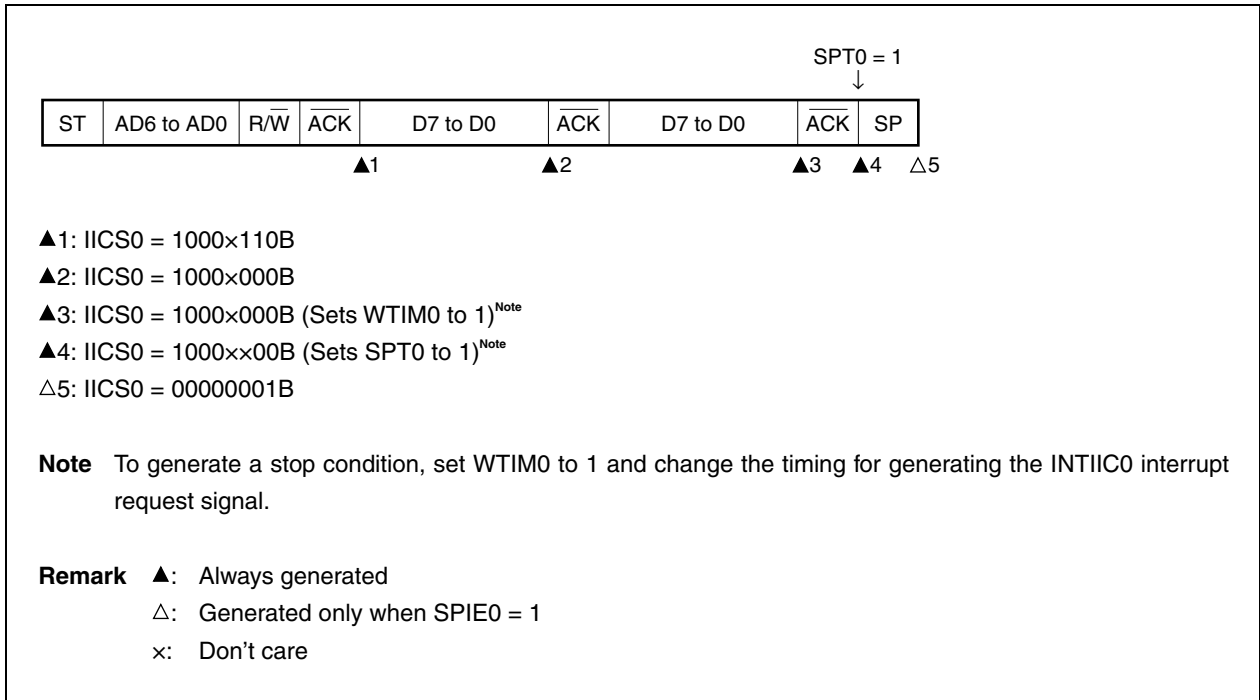 SPT0 = 1
↓
ST AD6 to AD0 R/W̅ A̅C̅K̅ D7 to D0 A̅C̅K̅ D7 to D0 A̅C̅K̅ SP
▲1 ▲2 ▲3 ▲4 △5
▲1: IICS0 = 1000×110B
▲2: IICS0 = 1000×000B
▲3: IICS0 = 1000×000B (Sets WTIM0 to 1)Note
▲4: IICS0 = 1000××00B (Sets SPT0 to 1)Note
△5: IICS0 = 00000001B
Note To generate a stop condition, set WTIM0 to 1 and change the timing for generating the INTIIC0 interrupt
request signal.
Remark ▲: Always generated
△: Generated only when SPIE0 = 1
×: Don't care